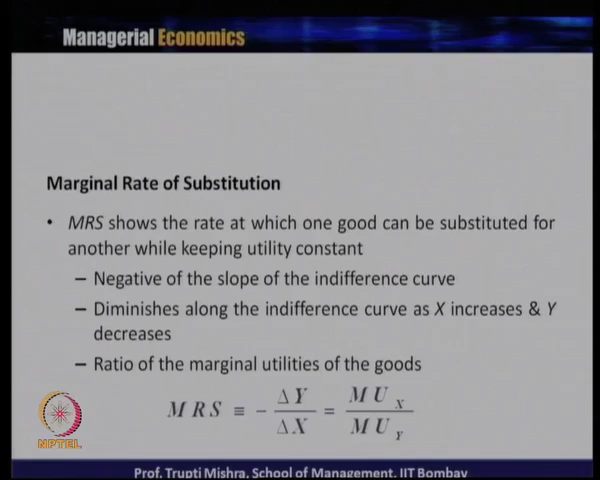 Managerial Economics
Marginal Rate of Substitution
• MRS shows the rate at which one good can be substituted for
another while keeping utility constant
– Negative of the slope of the indifference curve
– Diminishes along the indifference curve as X increases & Y
decreases
– Ratio of the marginal utilities of the goods
MRS ≡ - ΔY/ΔX = MU_X/MU_Y
NPTEL
Prof. Trupti Mishra, School of Management, IIT Bombay